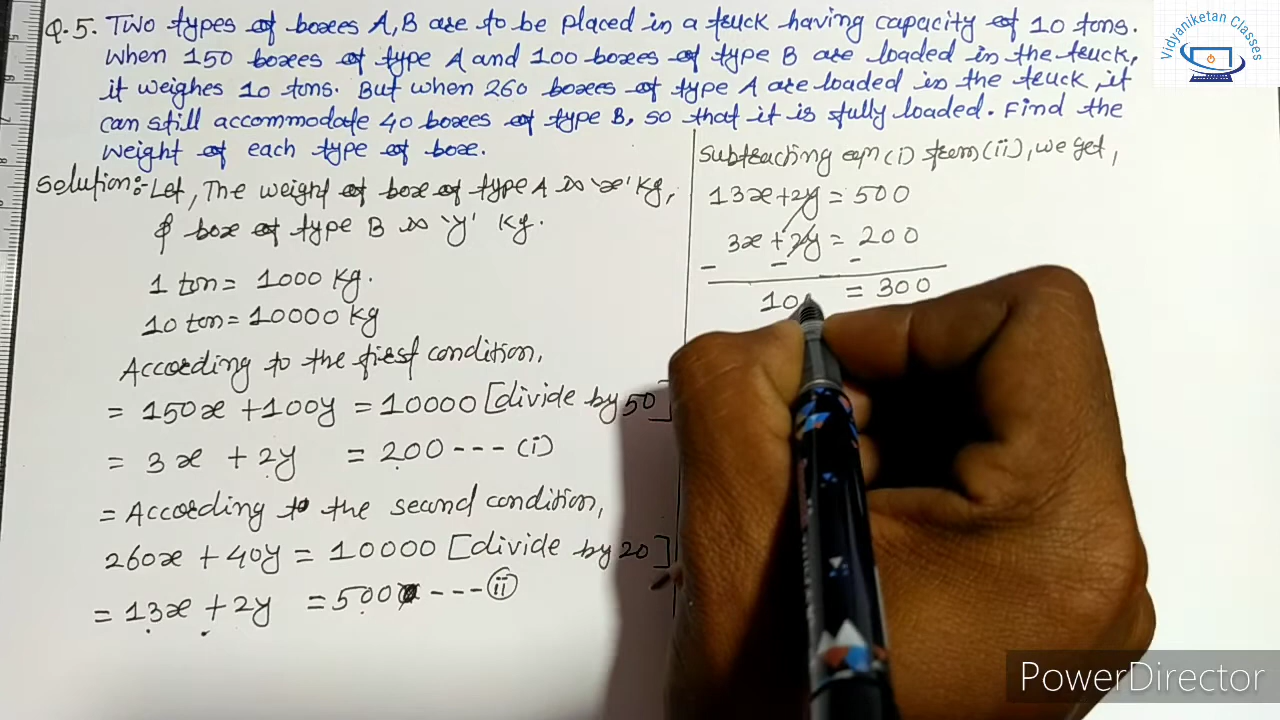 Q.5. Two types of boxes A,B are to be placed in a truck having capacity of 10 tons.
When 150 boxes of type A and 100 boxes of type B are loaded in the truck,
it weighes 10 tons. But when 260 boxes of type A are loaded in the truck, it
can still accommodate 40 boxes of type B, so that it is fully loaded. Find the
weight of each type of box.
Solution:- Let, The weight of box of type A is 'x' kg,
& box of type B is 'y' kg.
1 ton = 1000 kg.
10 ton = 10000 kg
According to the first condition,
= 150x + 100y = 10000 [divide by 50]
= 3x + 2y = 200 --- (i)
= According to the second condition,
260x + 40y = 10000 [divide by 20]
= 13x + 2y = 500 --- (ii)
Subtracting eqn (i) from (ii), we get,
13x + 2y = 500
3x + 2y = 200
- - -
10 = 300
Vidyaniketan Classes
PowerDirector